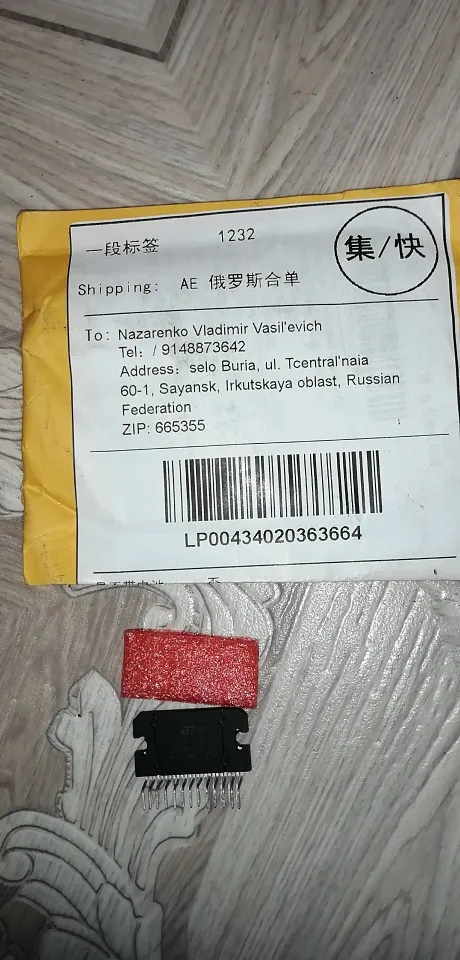 一段标签
1232
集/快
Shipping: AE 俄罗斯合单
To: Nazarenko Vladimir Vasil'evich
Tel: / 9148873642
Address: selo Buria, ul. Tcentral'naia
60-1, Sayansk, Irkutskaya oblast, Russian
Federation
ZIP: 665355
LP00434020363664
ST